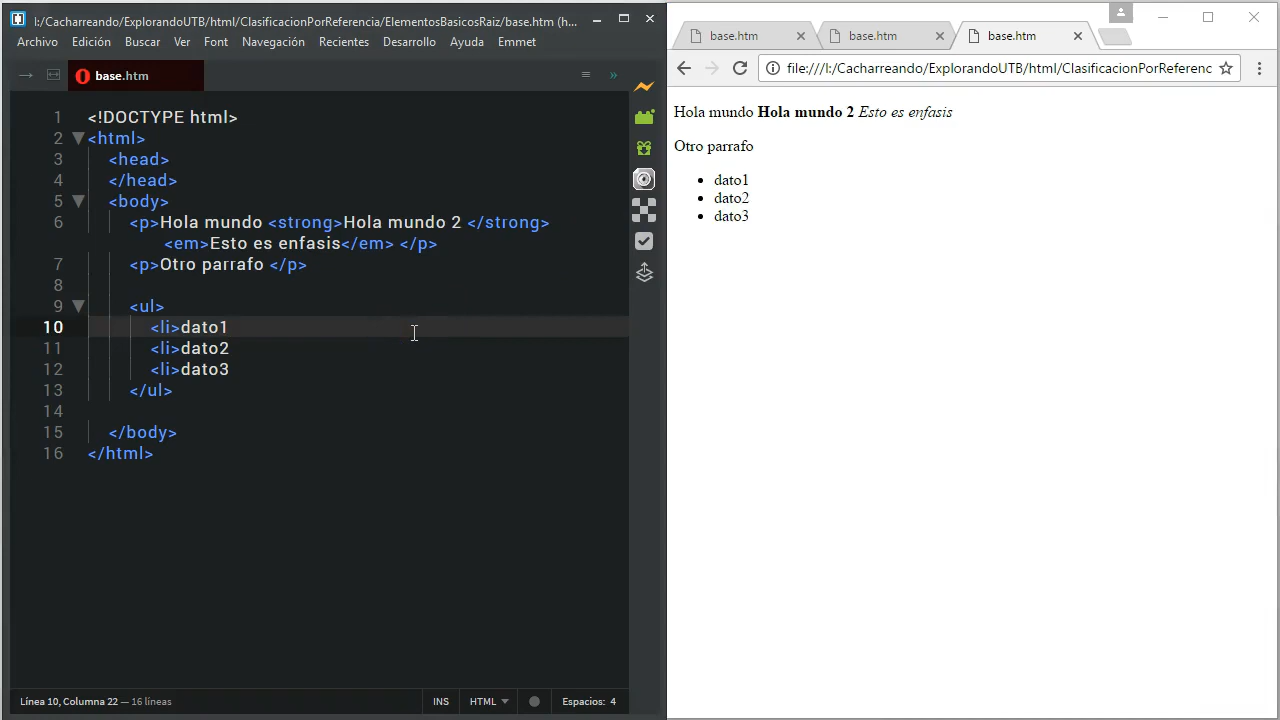 l:/Cacharreando/ExplorandoUTB/html/ClasificacionPorReferencia/ElementosBasicosRaiz/base.htm (h...
Archivo Edición Buscar Ver Font Navegación Recientes Desarrollo Ayuda Emmet
base.htm
1 <!DOCTYPE html>
2 <html>
3 <head>
4 </head>
5 <body>
6 <p>Hola mundo <strong>Hola mundo 2 </strong>
<em>Esto es enfasis</em> </p>
7 <p>Otro parrafo </p>
8
9 <ul>
10 <li>dato1
11 <li>dato2
12 <li>dato3
13 </ul>
14
15 </body>
16 </html>
Línea 10, Columna 22 — 16 líneas INS HTML Espacios: 4
base.htm base.htm base.htm
file:///l:/Cacharreando/ExplorandoUTB/html/ClasificacionPorReferenc
Hola mundo Hola mundo 2 Esto es enfasis
Otro parrafo
• dato1
• dato2
• dato3